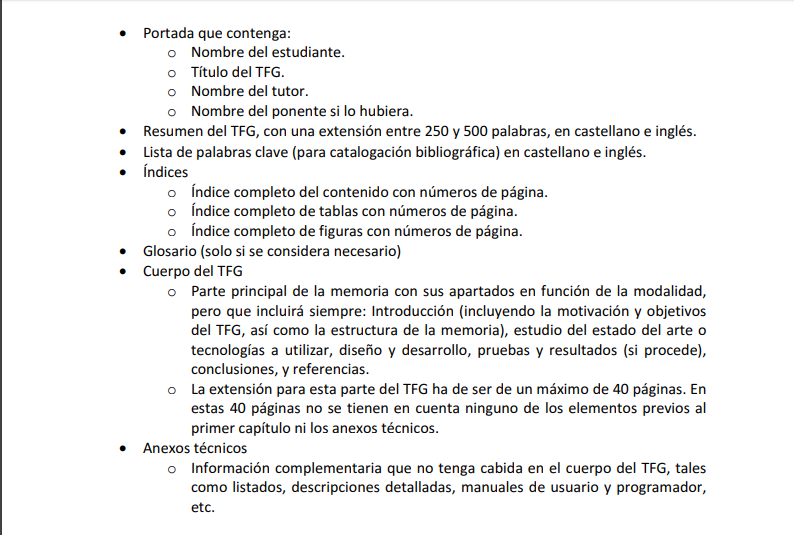 • Portada que contenga:
o Nombre del estudiante.
o Título del TFG.
o Nombre del tutor.
o Nombre del ponente si lo hubiera.
• Resumen del TFG, con una extensión entre 250 y 500 palabras, en castellano e inglés.
• Lista de palabras clave (para catalogación bibliográfica) en castellano e inglés.
• Índices
o Índice completo del contenido con números de página.
o Índice completo de tablas con números de página.
o Índice completo de figuras con números de página.
• Glosario (solo si se considera necesario)
• Cuerpo del TFG
o Parte principal de la memoria con sus apartados en función de la modalidad,
pero que incluirá siempre: Introducción (incluyendo la motivación y objetivos
del TFG, así como la estructura de la memoria), estudio del estado del arte o
tecnologías a utilizar, diseño y desarrollo, pruebas y resultados (si procede),
conclusiones, y referencias.
o La extensión para esta parte del TFG ha de ser de un máximo de 40 páginas. En
estas 40 páginas no se tienen en cuenta ninguno de los elementos previos al
primer capítulo ni los anexos técnicos.
• Anexos técnicos
o Información complementaria que no tenga cabida en el cuerpo del TFG, tales
como listados, descripciones detalladas, manuales de usuario y programador,
etc.